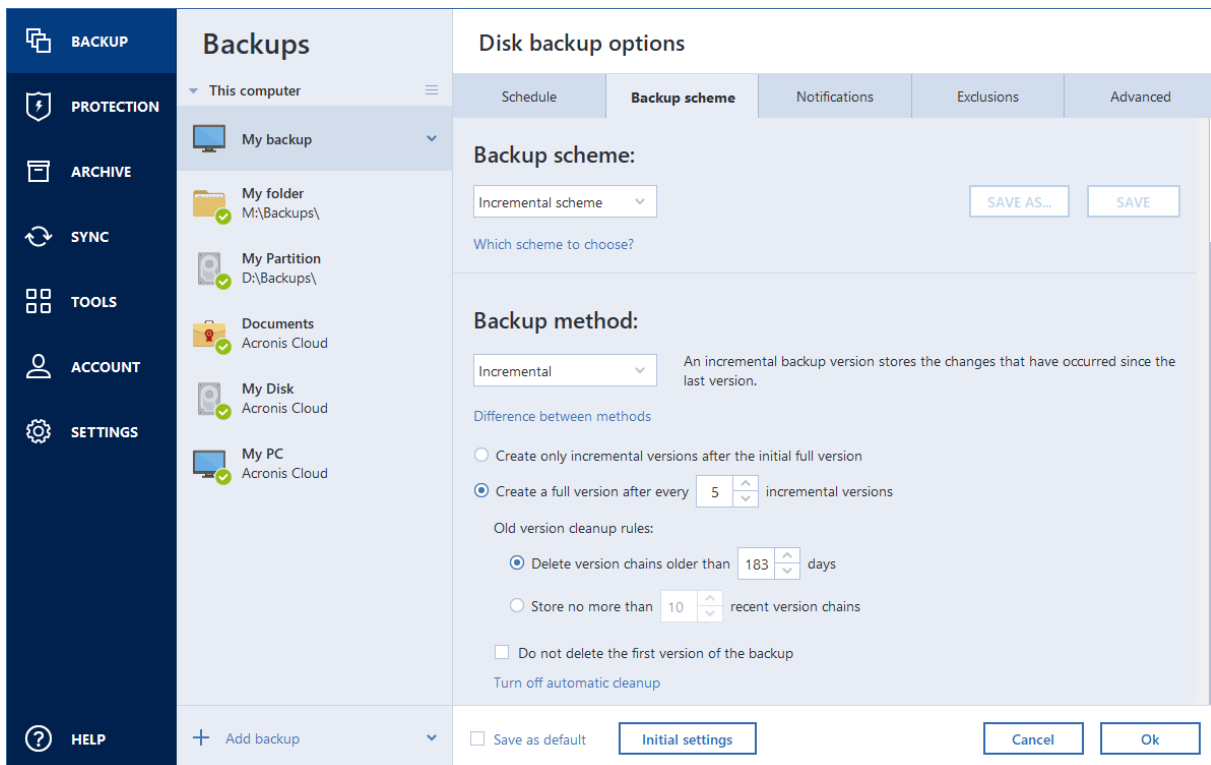 BACKUP
PROTECTION
ARCHIVE
SYNC
TOOLS
ACCOUNT
SETTINGS
HELP
Backups
This computer
My backup
My folder
M:\Backups\
My Partition
D:\Backups\
Documents
Acronis Cloud
My Disk
Acronis Cloud
My PC
Acronis Cloud
Add backup
Disk backup options
Schedule
Backup scheme
Notifications
Exclusions
Advanced
Backup scheme:
Incremental scheme
SAVE AS...
SAVE
Which scheme to choose?
Backup method:
Incremental
An incremental backup version stores the changes that have occurred since the
last version.
Difference between methods
Create only incremental versions after the initial full version
Create a full version after every 5 incremental versions
Old version cleanup rules:
Delete version chains older than 183 days
Store no more than 10 recent version chains
Do not delete the first version of the backup
Turn off automatic cleanup
Save as default
Initial settings
Cancel
Ok